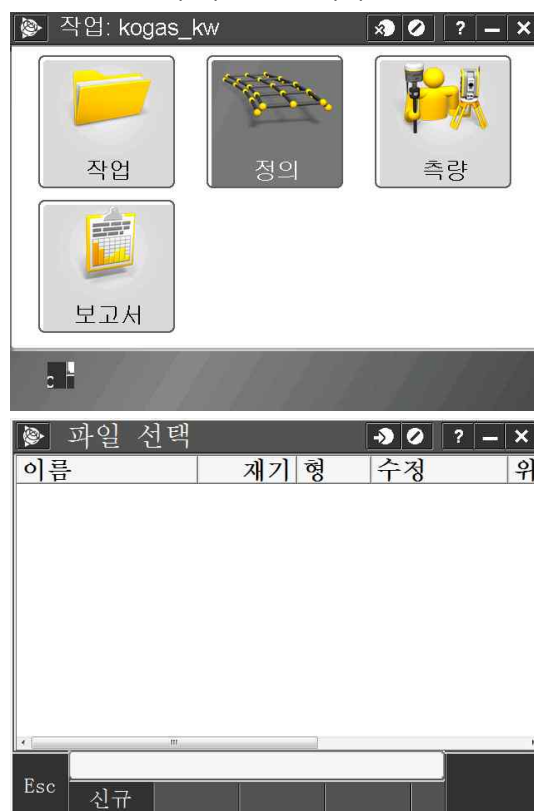 작업: kogas_kw
?
작업
정의
측량
보고서
파일 선택
?
이름 재기 형 수정 위
Esc
신규